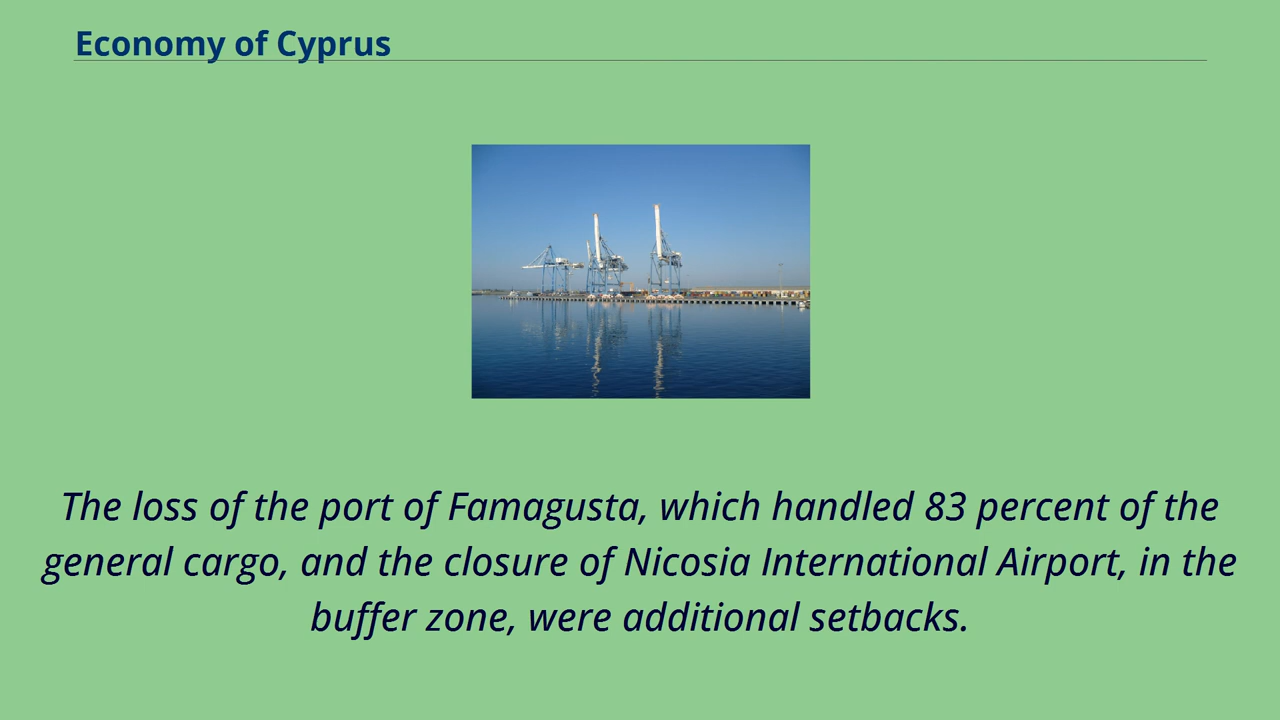 Economy of Cyprus
The loss of the port of Famagusta, which handled 83 percent of the
general cargo, and the closure of Nicosia International Airport, in the
buffer zone, were additional setbacks.